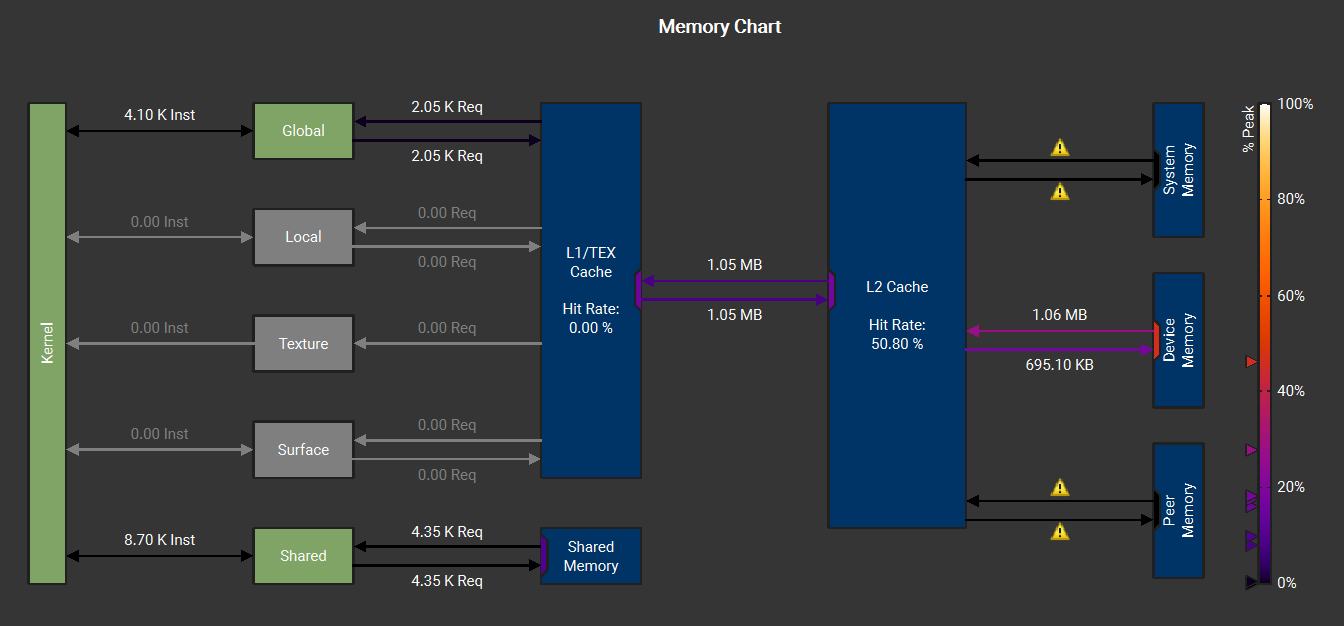 Memory Chart
Kernel
4.10 K Inst
Global
2.05 K Req
2.05 K Req
0.00 Inst
Local
0.00 Req
0.00 Req
0.00 Inst
Texture
0.00 Req
0.00 Inst
Surface
0.00 Req
0.00 Req
8.70 K Inst
Shared
4.35 K Req
4.35 K Req
L1/TEX
Cache
Hit Rate:
0.00 %
Shared
Memory
1.05 MB
1.05 MB
L2 Cache
Hit Rate:
50.80 %
1.06 MB
695.10 KB
System
Memory
Device
Memory
Peer
Memory
% Peak
100%
80%
60%
40%
20%
0%